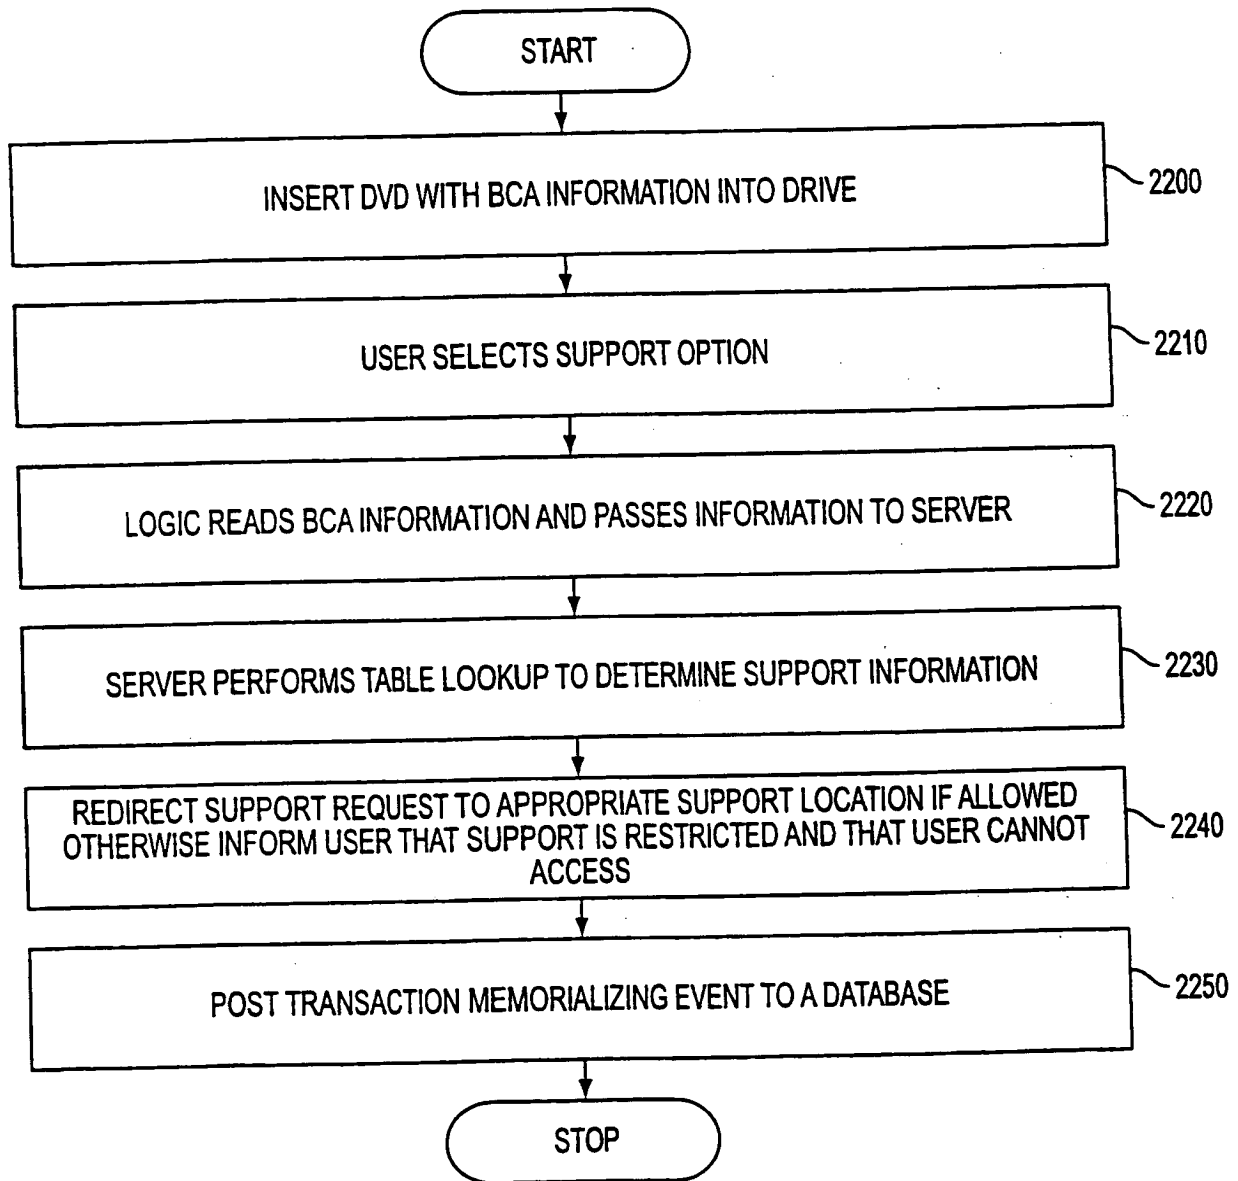 START
INSERT DVD WITH BCA INFORMATION INTO DRIVE
2200
USER SELECTS SUPPORT OPTION
2210
LOGIC READS BCA INFORMATION AND PASSES INFORMATION TO SERVER
2220
SERVER PERFORMS TABLE LOOKUP TO DETERMINE SUPPORT INFORMATION
2230
REDIRECT SUPPORT REQUEST TO APPROPRIATE SUPPORT LOCATION IF ALLOWED
OTHERWISE INFORM USER THAT SUPPORT IS RESTRICTED AND THAT USER CANNOT
ACCESS
2240
POST TRANSACTION MEMORIALIZING EVENT TO A DATABASE
2250
STOP